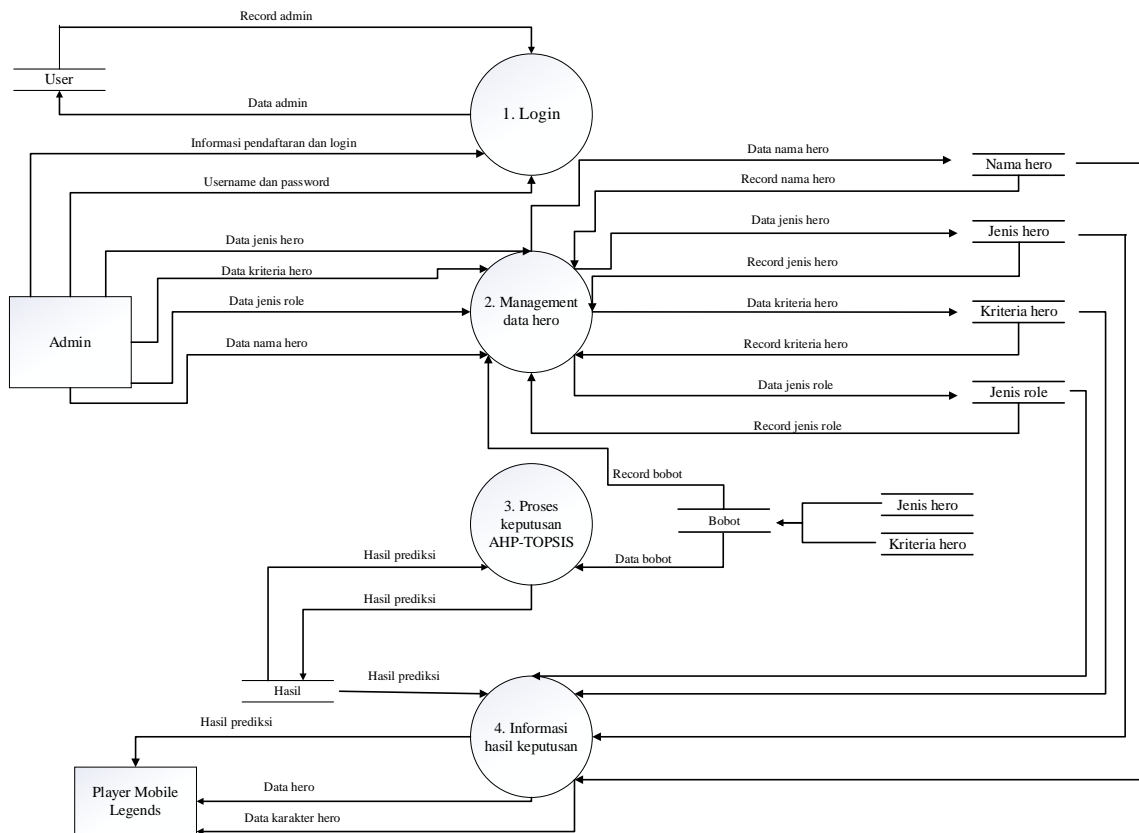 Record admin
User
Data admin
1. Login
Informasi pendaftaran dan login
Username dan password
Data nama hero
Nama hero
Record nama hero
Data jenis hero
Data jenis hero
Jenis hero
Record jenis hero
Data kriteria hero
Data jenis role
Data kriteria hero
Kriteria hero
2. Management
data hero
Admin
Data nama hero
Record kriteria hero
Data jenis role
Jenis role
Record jenis role
Record bobot
3. Proses
keputusan
AHP-TOPSIS
Jenis hero
Bobot
Kriteria hero
Hasil prediksi
Data bobot
Hasil prediksi
Hasil prediksi
Hasil
Hasil prediksi
4. Informasi
hasil keputusan
Player Mobile
Legends
Data hero
Data karakter hero